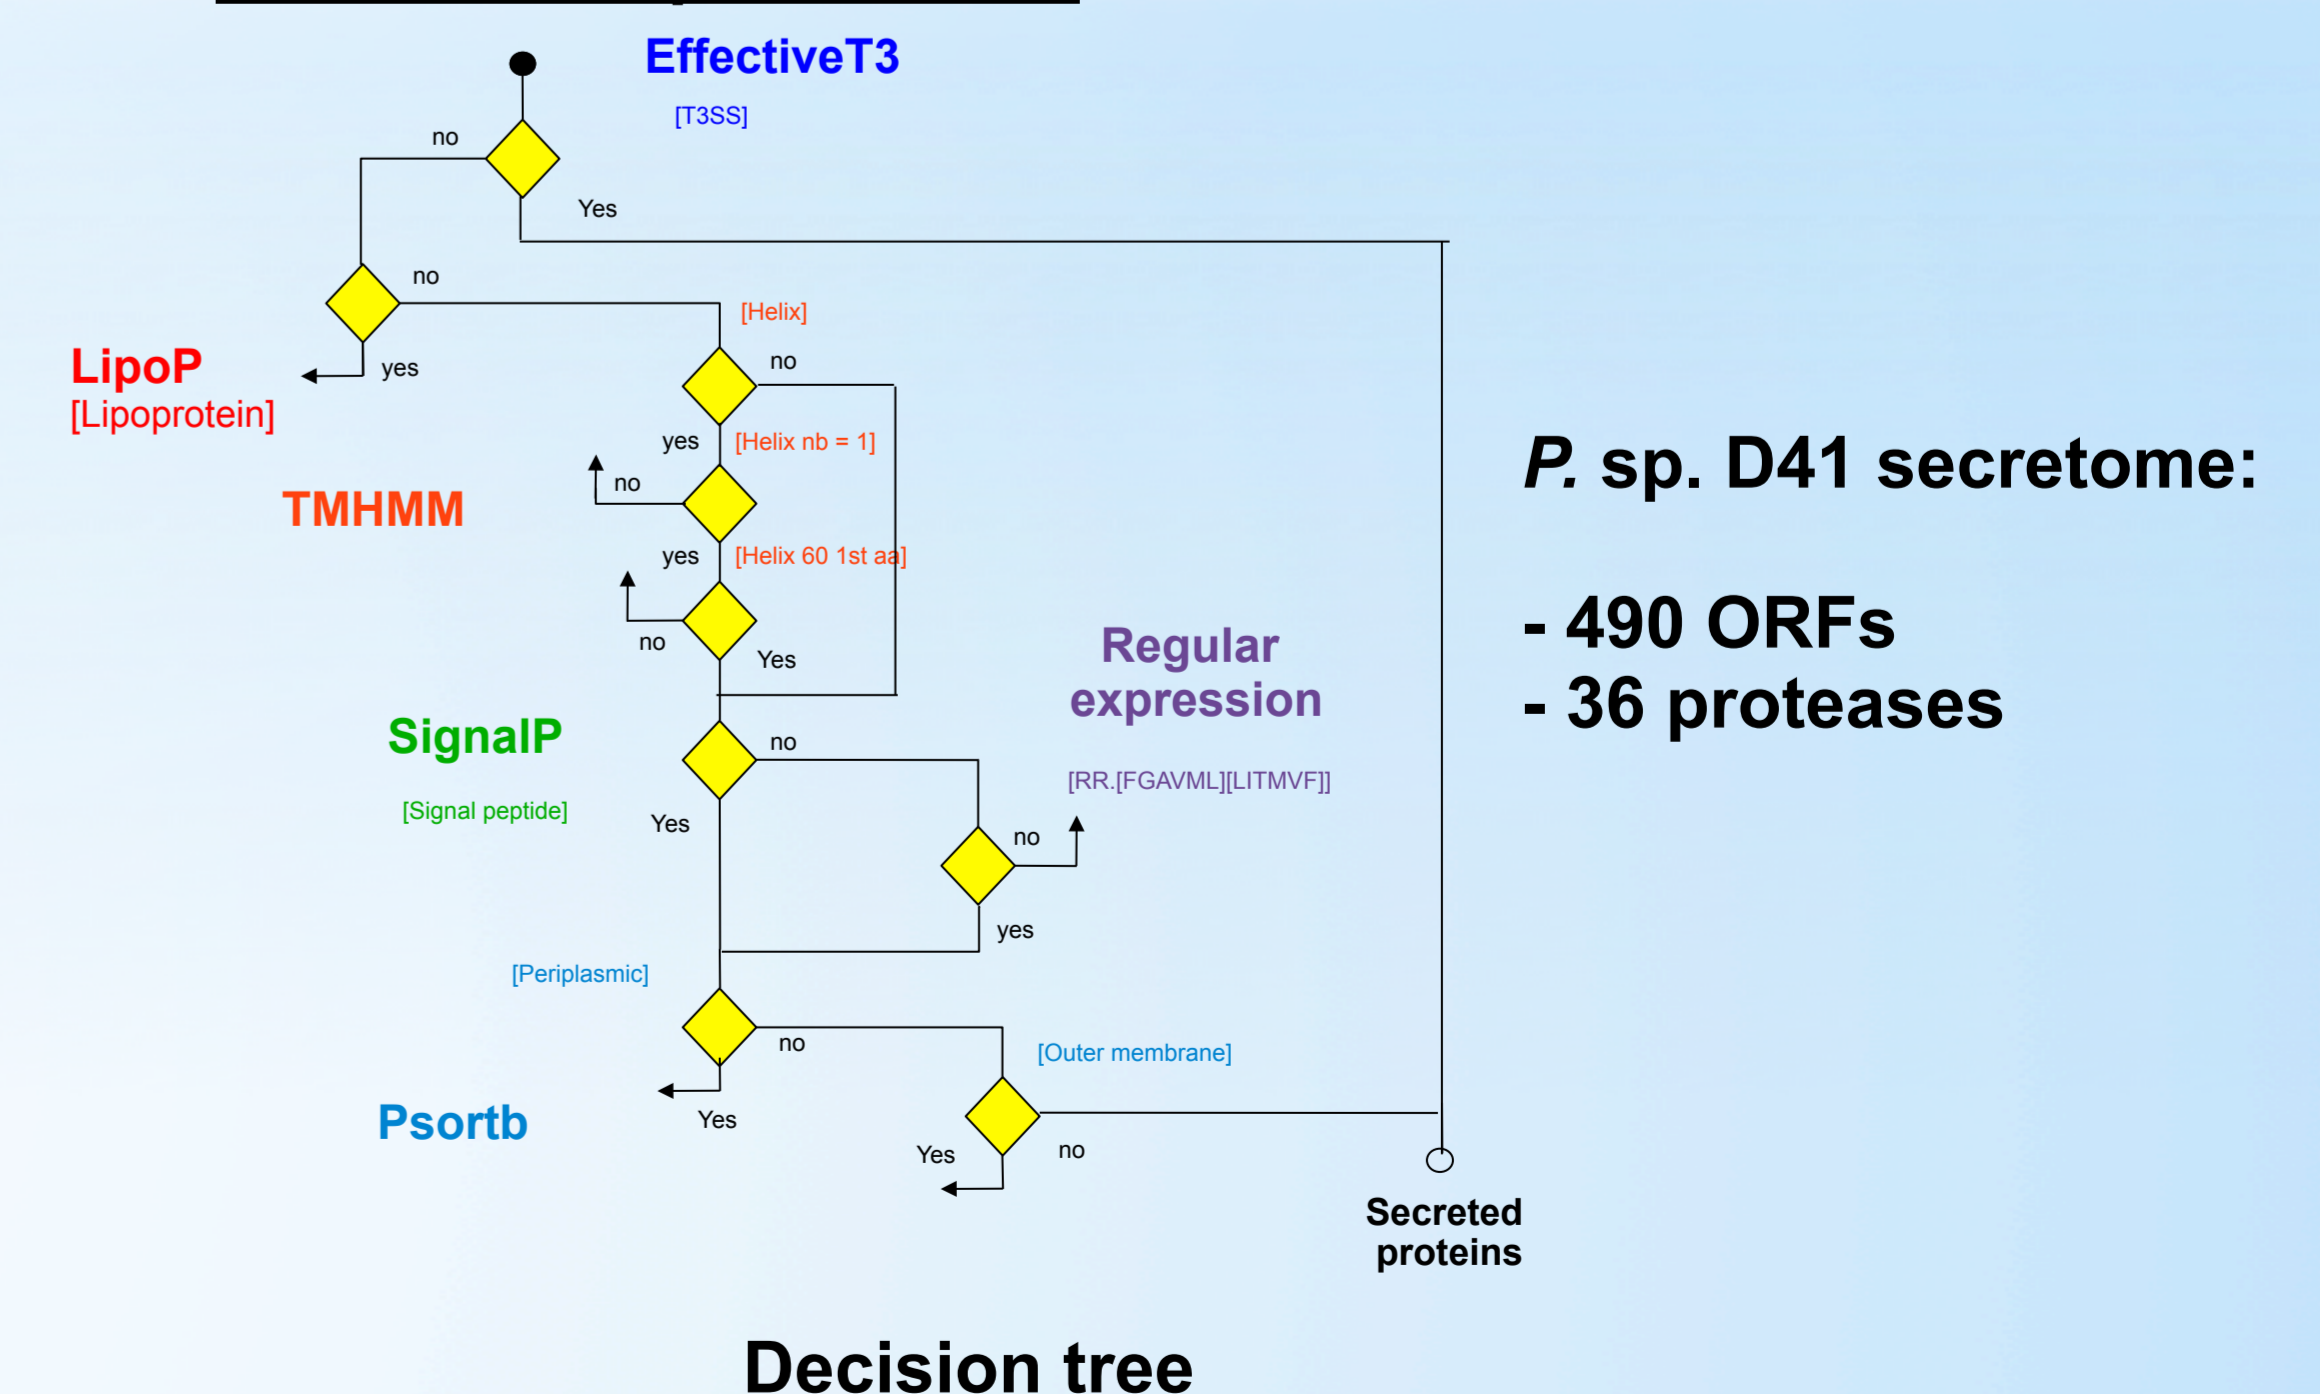 EffectiveT3
[T3SS]
no
Yes
no
[Helix]
LipoP
[Lipoprotein]
yes
no
yes
[Helix nb = 1]
no
TMHMM
yes
[Helix 60 1st aa]
no
Yes
Regular
expression
[RR.[FGAVML][LITMVF]]
SignalP
[Signal peptide]
no
Yes
no
yes
[Periplasmic]
no
[Outer membrane]
Psortb
Yes
Yes
no
Secreted
proteins
P. sp. D41 secretome:
- 490 ORFs
- 36 proteases
Decision tree